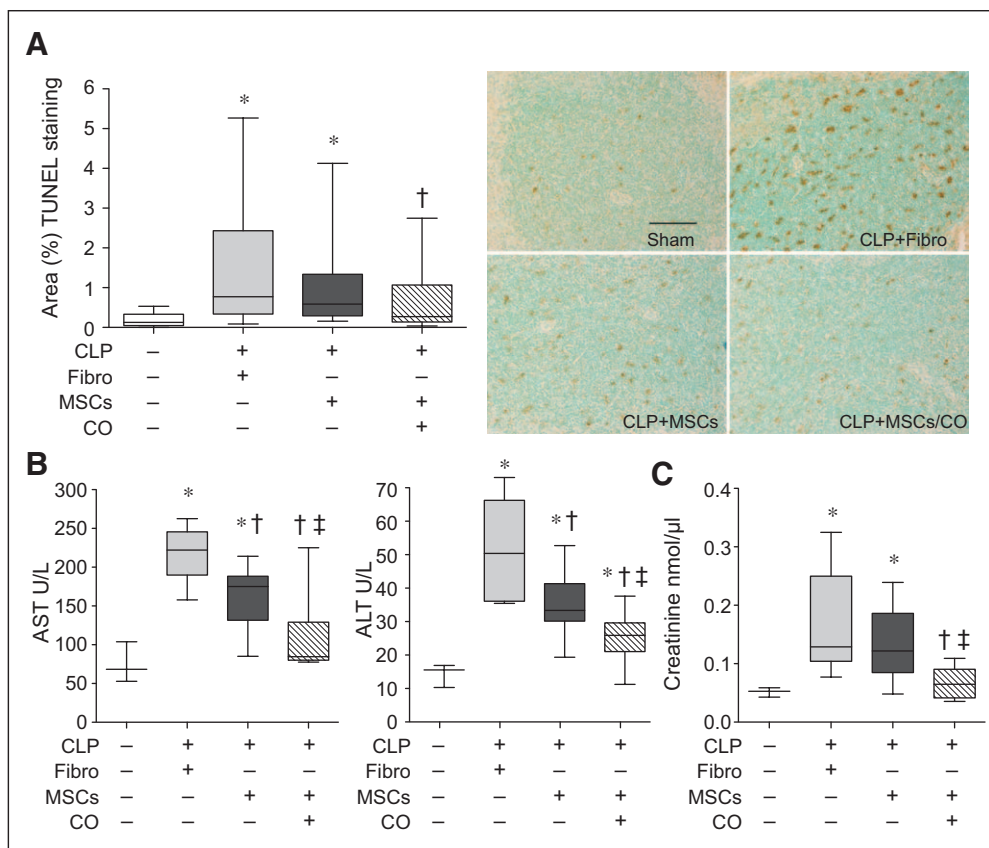 A
Area (%) TUNEL staining
6
5
4
3
2
1
0
*
*
†
CLP – + + +
Fibro – + – –
MSCs – – + +
CO – – – +
Sham
CLP+Fibro
CLP+MSCs
CLP+MSCs/CO
B
AST U/L
300
250
200
150
100
50
0
*
* †
† ‡
CLP – + + +
Fibro – + – –
MSCs – – + +
CO – – – +
ALT U/L
70
60
50
40
30
20
10
0
*
* †
* † ‡
CLP – + + +
Fibro – + – –
MSCs – – + +
CO – – – +
C
Creatinine nmol/µl
0.4
0.3
0.2
0.1
0.0
*
*
† ‡
CLP – + + +
Fibro – + – –
MSCs – – + +
CO – – – +